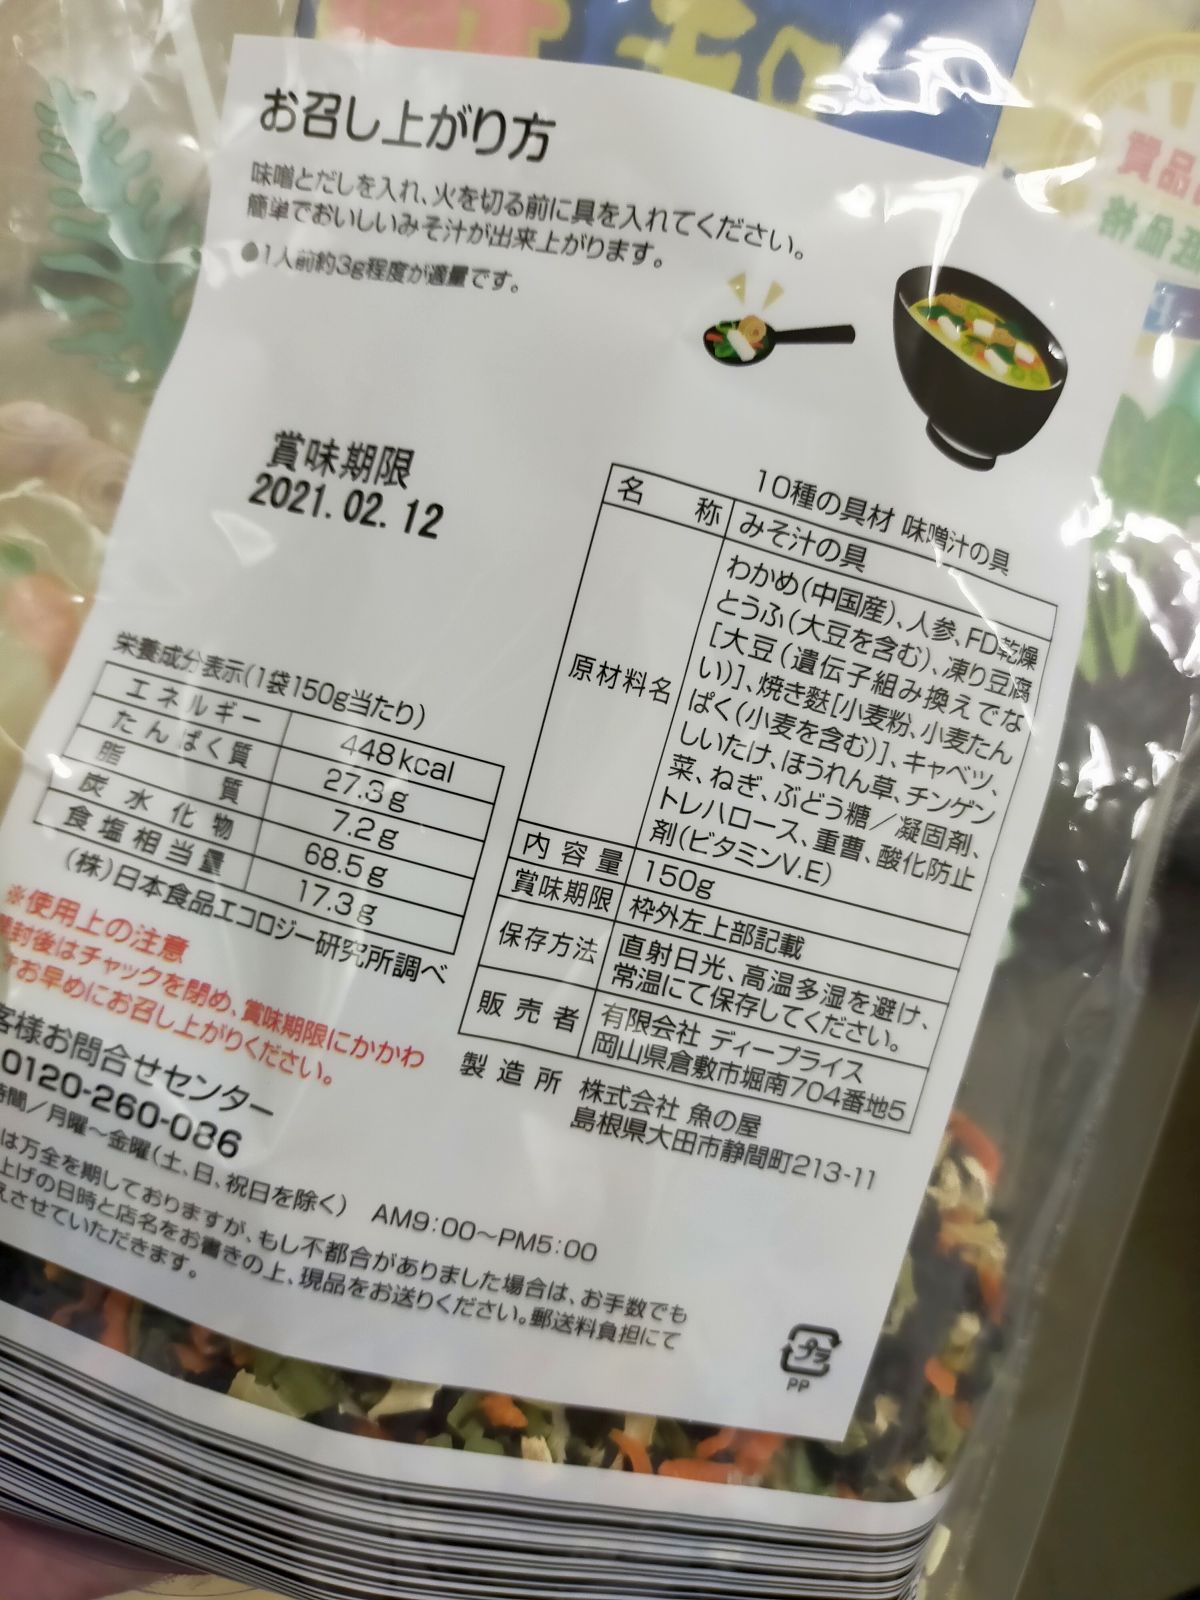 お召し上がり方
味噌とだしを入れ、火を切る前に具を入れてください。
簡単でおいしいみそ汁が出来上がります。
●1人前約3g程度が適量です。
賞味期限
2021.02.12
10種の具材 味噌汁の具
名称 みそ汁の具
原材料名 わかめ(中国産)、人参、FD乾燥
とうふ(大豆を含む)、凍り豆腐
[大豆(遺伝子組み換えでな
い)]、焼き麩[小麦粉、小麦たん
ぱく(小麦を含む)]、キャベツ、
しいたけ、ほうれん草、チンゲン
菜、ねぎ、ぶどう糖／凝固剤、
トレハロース、重曹、酸化防止
剤(ビタミンV.E)
内容量 150g
賞味期限 枠外左上部記載
保存方法 直射日光、高温多湿を避け、
常温にて保存してください。
販売者 有限会社 ディープライス
岡山県倉敷市堀南704番地5
製造所 株式会社 魚の屋
島根県大田市静間町213-11
栄養成分表示(1袋150g当たり)
エネルギー 448kcal
たんぱく質 27.3g
脂質 7.2g
炭水化物 68.5g
食塩相当量 17.3g
(株)日本食品エコロジー研究所調べ
※使用上の注意
封後はチャックを閉め、賞味期限にかかわ
お早めにお召し上がりください。
客様お問合せセンター
0120-260-086
時間／月曜～金曜(土、日、祝日を除く) AM9:00～PM5:00
は万全を期しておりますが、もし不都合がありました場合は、お手数でも
上げの日時と店名をお書きの上、現品をお送りください。郵送料負担にて
えさせていただきます。
プラ
PP
賞品
格価